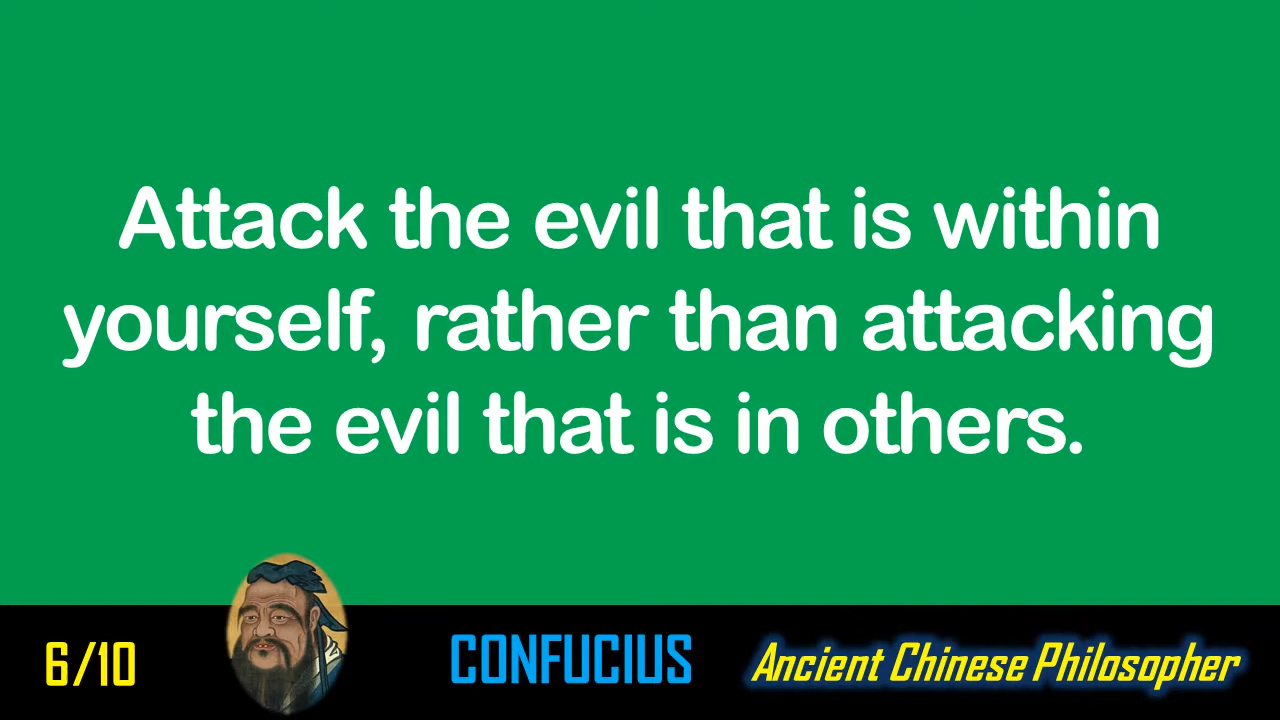 Attack the evil that is within
yourself, rather than attacking
the evil that is in others.
6/10
CONFUCIUS
Ancient Chinese Philosopher